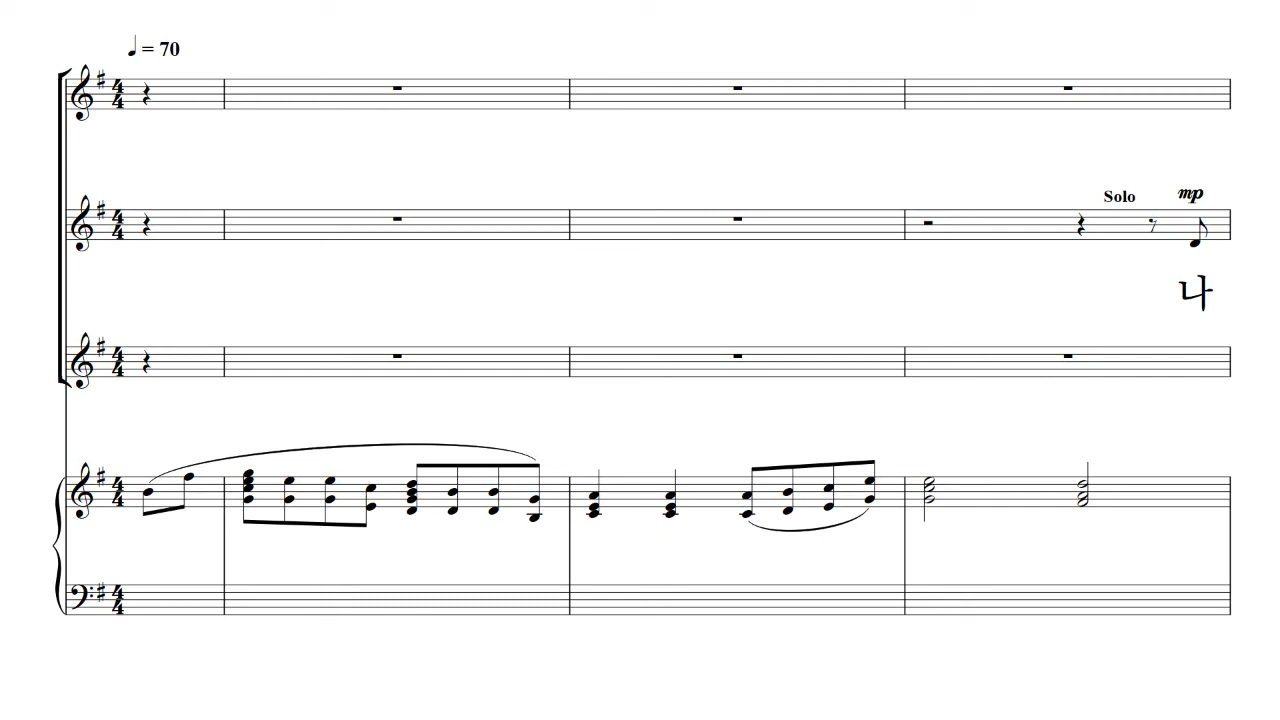 ♩ = 70
Solo
mp
나